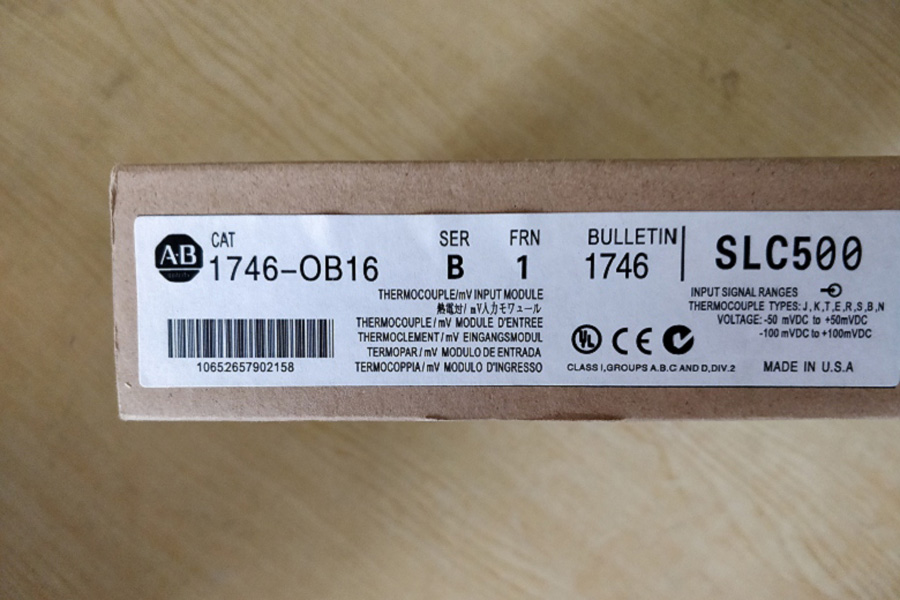 A·B
CAT
1746-OB16
SER
B
FRN
1
BULLETIN
1746
SLC500
THERMOCOUPLE/mV INPUT MODULE
熱電対/mV入力モジュール
THERMOCOUPLE/mV MODULE D'ENTREE
THERMOCLEMENT/mV EINGANGSMODUL
TERMOPAR/mV MODULO DE ENTRADA
TERMOCOPPIA/mV MODULO D'INGRESSO
10652657902158
INPUT SIGNAL RANGES
THERMOCOUPLE TYPES: J,K,T,E,R,S,B,N
VOLTAGE: -50 mVDC to +50mVDC
-100 mVDC to +100mVDC
UL CE
CLASS I,GROUPS A.B.C AND D,DIV.2
MADE IN U.S.A